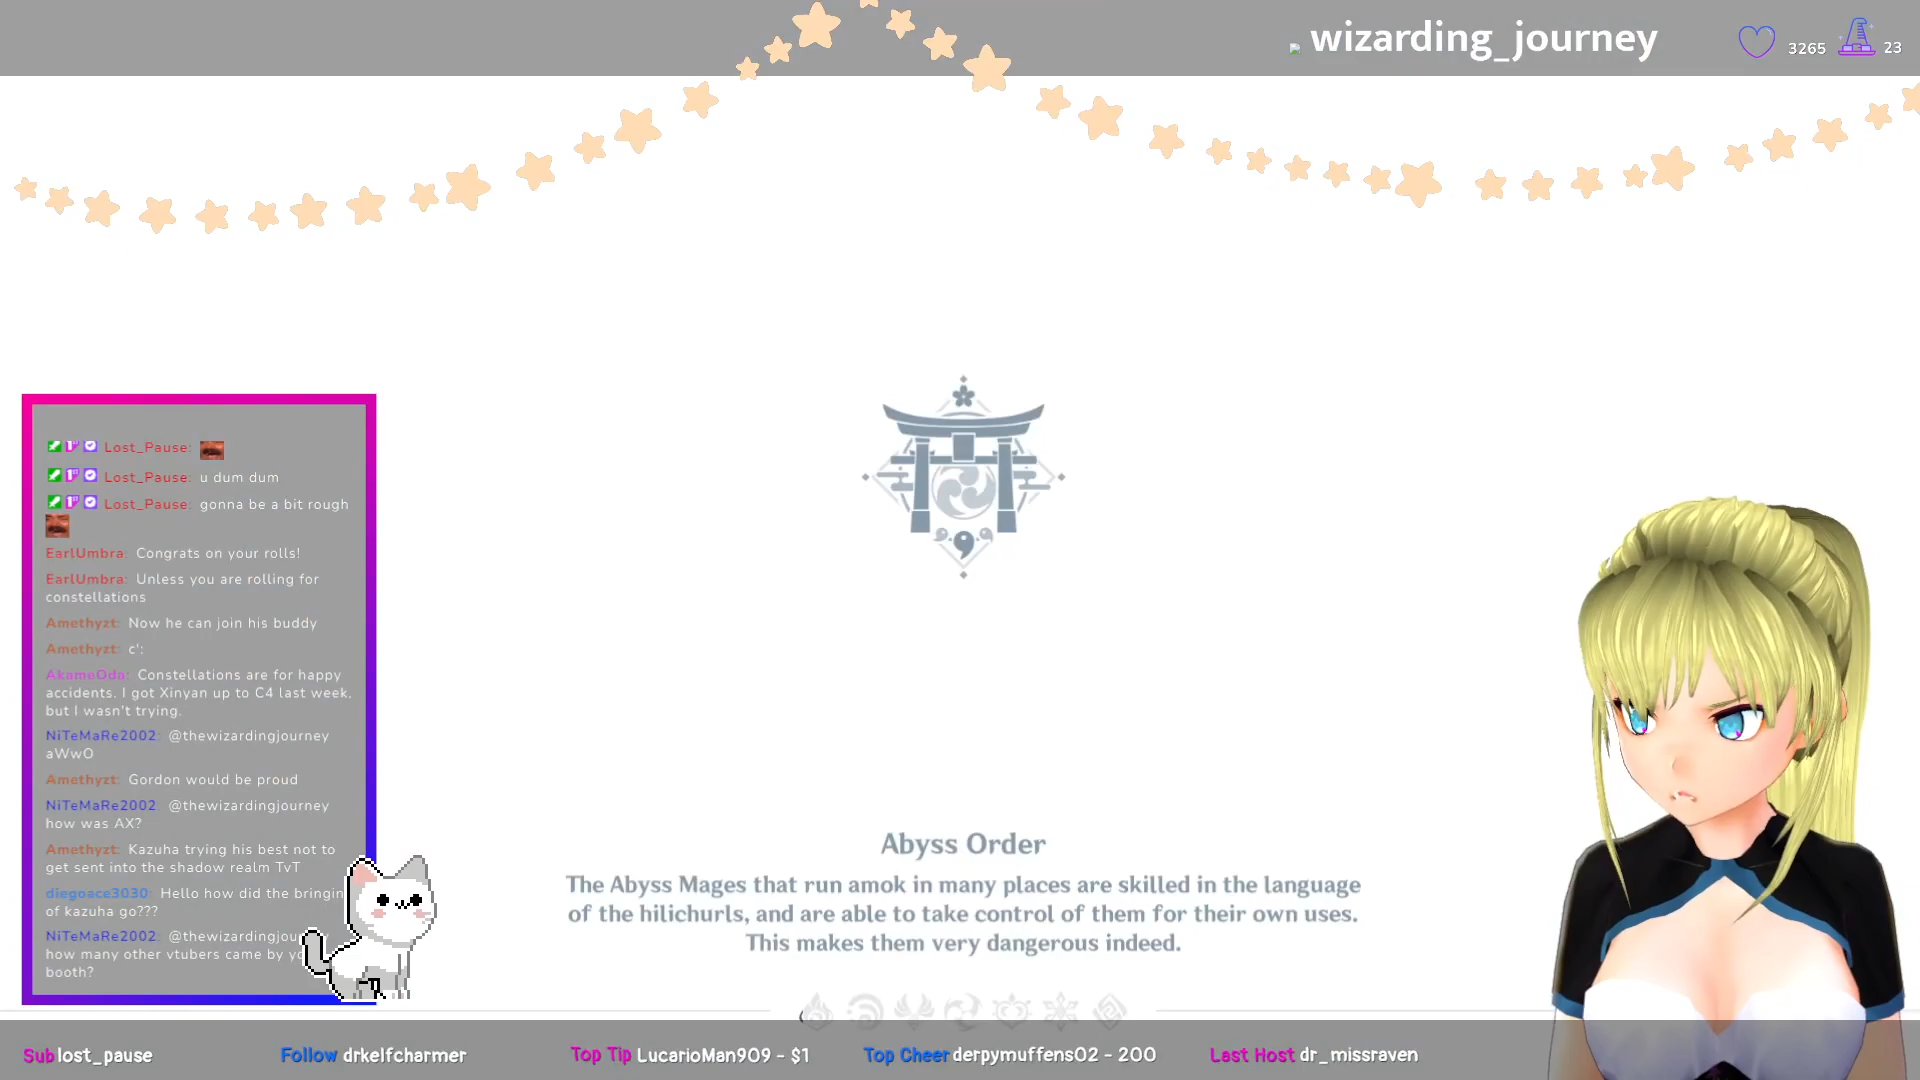 wizarding_journey
3265
23
Lost_Pause:
Lost_Pause: u dum dum
Lost_Pause: gonna be a bit rough
EarlUmbra: Congrats on your rolls!
EarlUmbra: Unless you are rolling for
constellations
Amethyzt: Now he can join his buddy
Amethyzt: c':
AkameOda: Constellations are for happy
accidents. I got Xinyan up to C4 last week,
but I wasn't trying.
NiTeMaRe2002: @thewizardingjourney
aWwO
Amethyzt: Gordon would be proud
NiTeMaRe2002: @thewizardingjourney
how was AX?
Amethyzt: Kazuha trying his best not to
get sent into the shadow realm TvT
diegoace3030: Hello how did the bringin
of kazuha go???
NiTeMaRe2002: @thewizardingjou
how many other vtubers came by yo
booth?
Abyss Order
The Abyss Mages that run amok in many places are skilled in the language
of the hilichurls, and are able to take control of them for their own uses.
This makes them very dangerous indeed.
Sub lost_pause
Follow drkelfcharmer
Top Tip LucarioMan909 - $1
Top Cheer derpymuffens02 - 200
Last Host dr_missraven